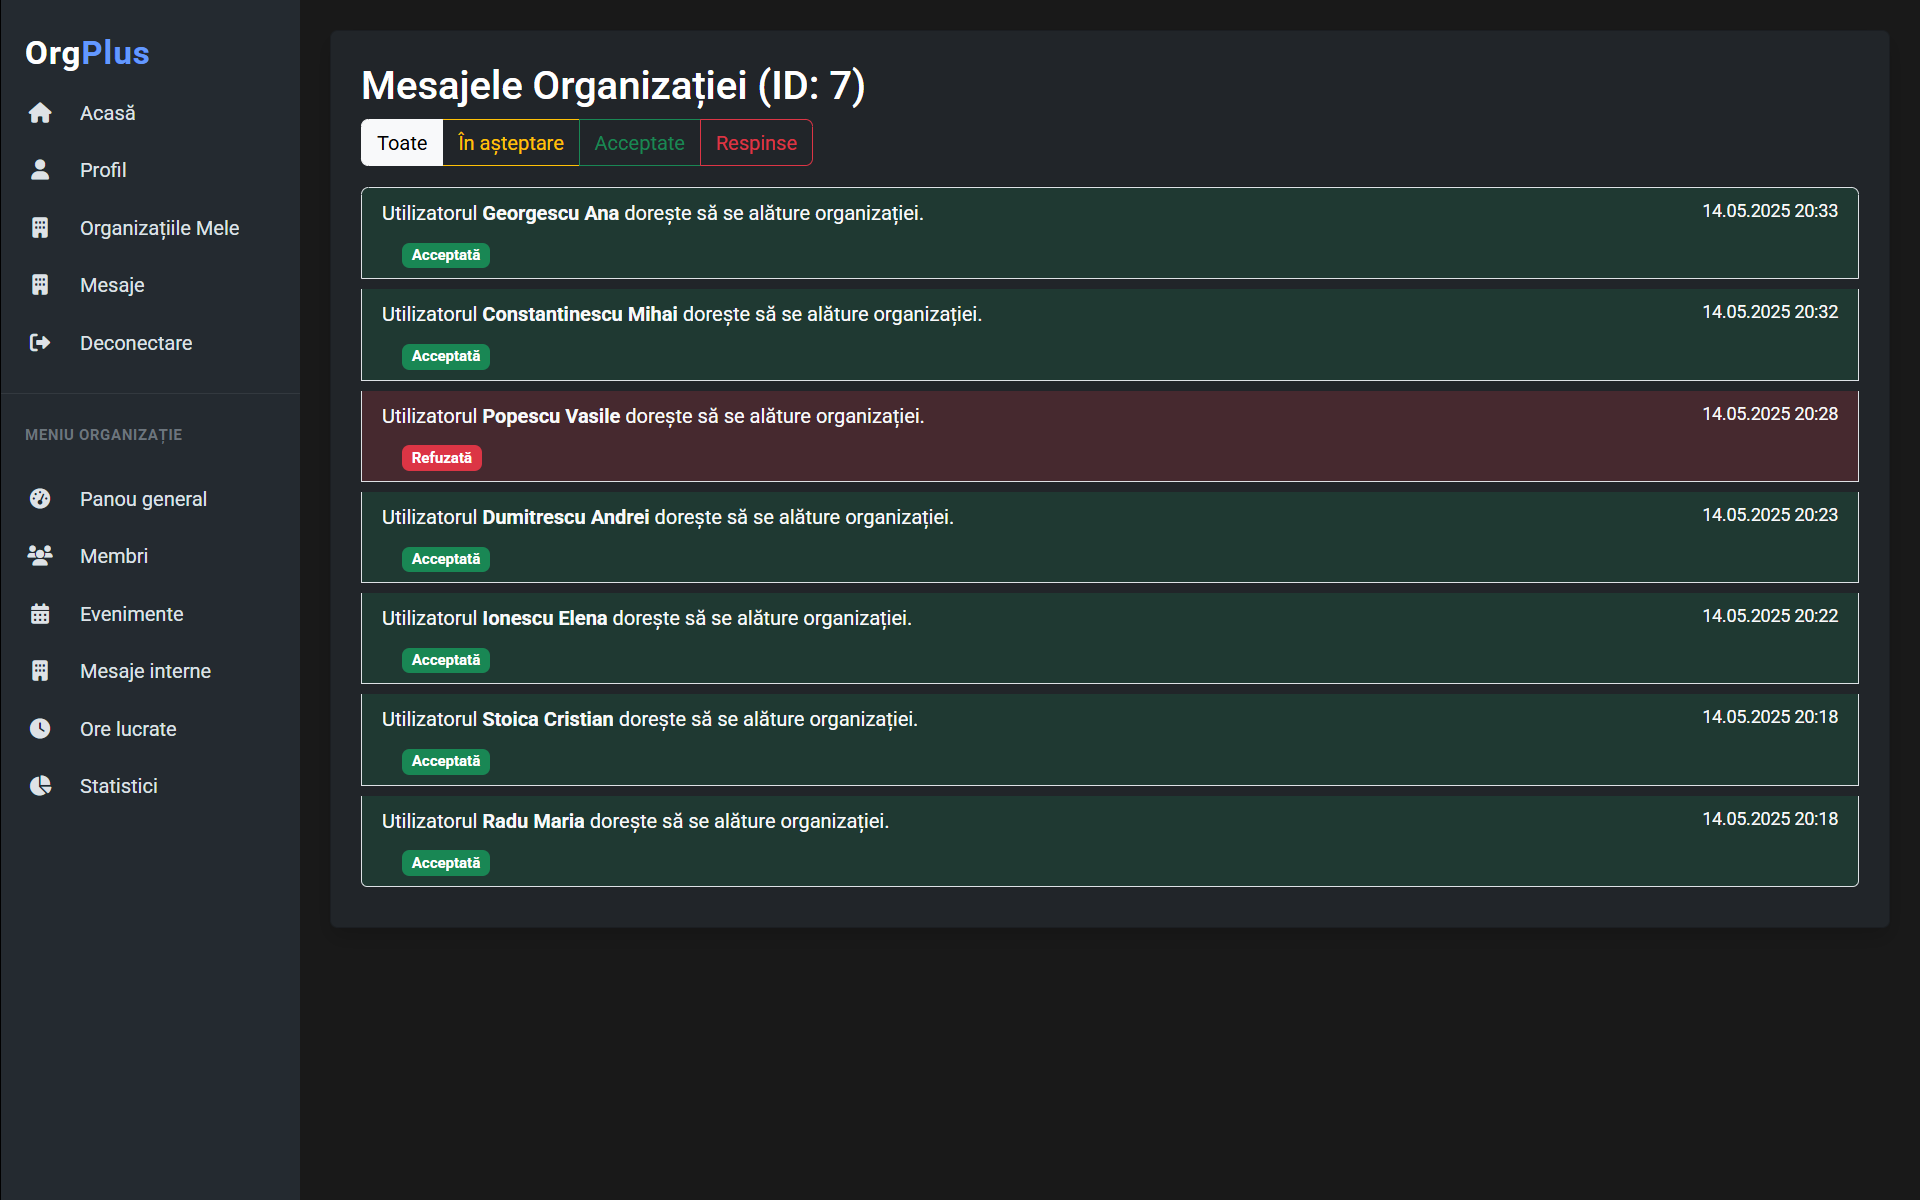 OrgPlus
Acasă
Profil
Organizațiile Mele
Mesaje
Deconectare
MENIU ORGANIZAȚIE
Panou general
Membri
Evenimente
Mesaje interne
Ore lucrate
Statistici
Mesajele Organizației (ID: 7)
Toate În așteptare Acceptate Respinse
Utilizatorul Georgescu Ana dorește să se alăture organizației. 14.05.2025 20:33
Acceptată
Utilizatorul Constantinescu Mihai dorește să se alăture organizației. 14.05.2025 20:32
Acceptată
Utilizatorul Popescu Vasile dorește să se alăture organizației. 14.05.2025 20:28
Refuzată
Utilizatorul Dumitrescu Andrei dorește să se alăture organizației. 14.05.2025 20:23
Acceptată
Utilizatorul Ionescu Elena dorește să se alăture organizației. 14.05.2025 20:22
Acceptată
Utilizatorul Stoica Cristian dorește să se alăture organizației. 14.05.2025 20:18
Acceptată
Utilizatorul Radu Maria dorește să se alăture organizației. 14.05.2025 20:18
Acceptată